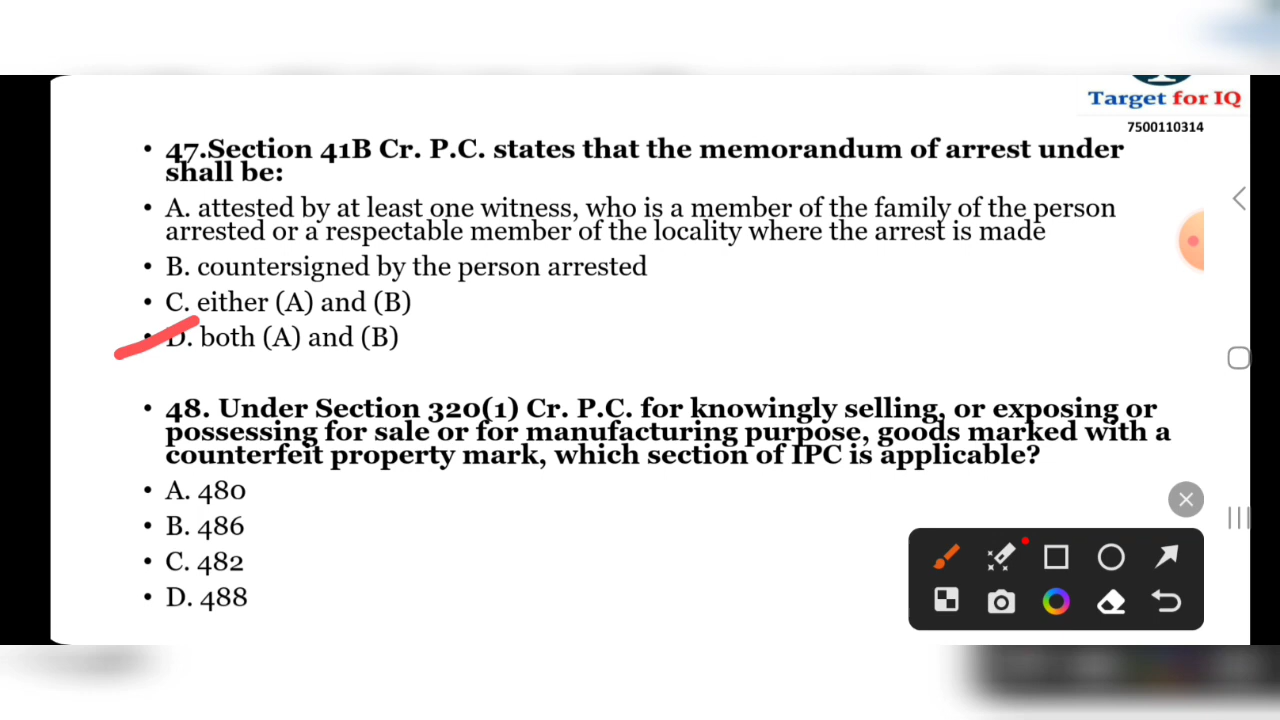 Target for IQ
7500110314
• 47.Section 41B Cr. P.C. states that the memorandum of arrest under
shall be:
• A. attested by at least one witness, who is a member of the family of the person
arrested or a respectable member of the locality where the arrest is made
• B. countersigned by the person arrested
• C. either (A) and (B)
• D. both (A) and (B)
• 48. Under Section 320(1) Cr. P.C. for knowingly selling, or exposing or
possessing for sale or for manufacturing purpose, goods marked with a
counterfeit property mark, which section of IPC is applicable?
• A. 480
• B. 486
• C. 482
• D. 488